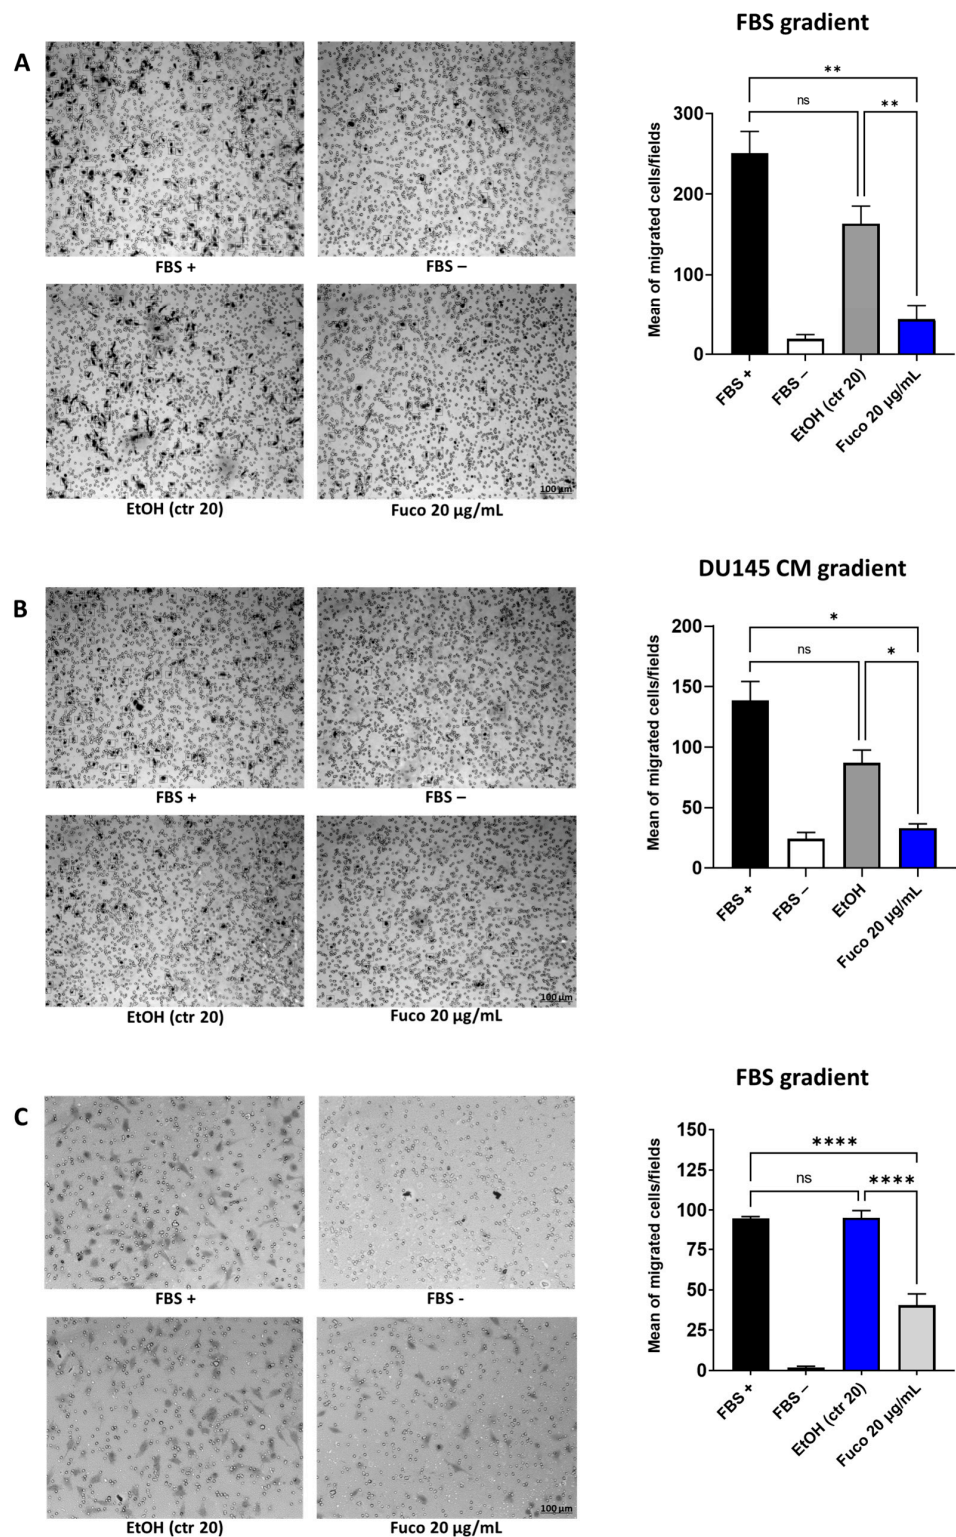 A
FBS +
FBS –
EtOH (ctr 20)
100 µm
Fuco 20 µg/mL
FBS gradient
**
ns
**
Mean of migrated cells/fields
300
200
100
0
FBS +
FBS –
EtOH (ctr 20)
Fuco 20 µg/mL
B
FBS +
FBS –
EtOH (ctr 20)
100 µm
Fuco 20 µg/mL
DU145 CM gradient
*
ns
*
Mean of migrated cells/fields
200
150
100
50
0
FBS +
FBS –
EtOH
Fuco 20 µg/mL
C
FBS +
FBS -
EtOH (ctr 20)
100 µm
Fuco 20 µg/mL
FBS gradient
****
ns
****
Mean of migrated cells/fields
150
125
100
75
50
25
0
FBS +
FBS –
EtOH (ctr 20)
Fuco 20 µg/mL